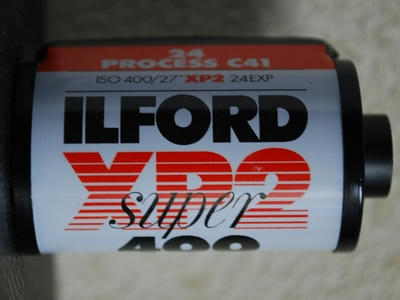 24
PROCESS C41
ISO 400/27° XP2 24EXP
ILFORD
XP2
super
400